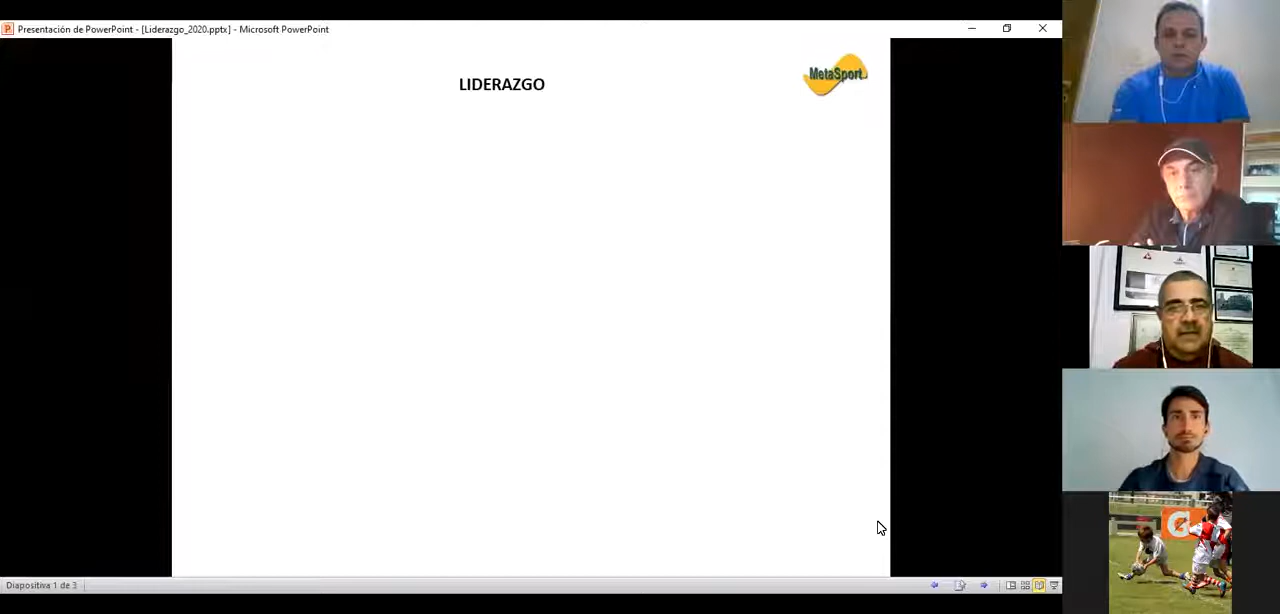 Presentación de PowerPoint - [Liderazgo_2020.pptx] - Microsoft PowerPoint
LIDERAZGO
MetaSport
G
Diapositiva 1 de 3